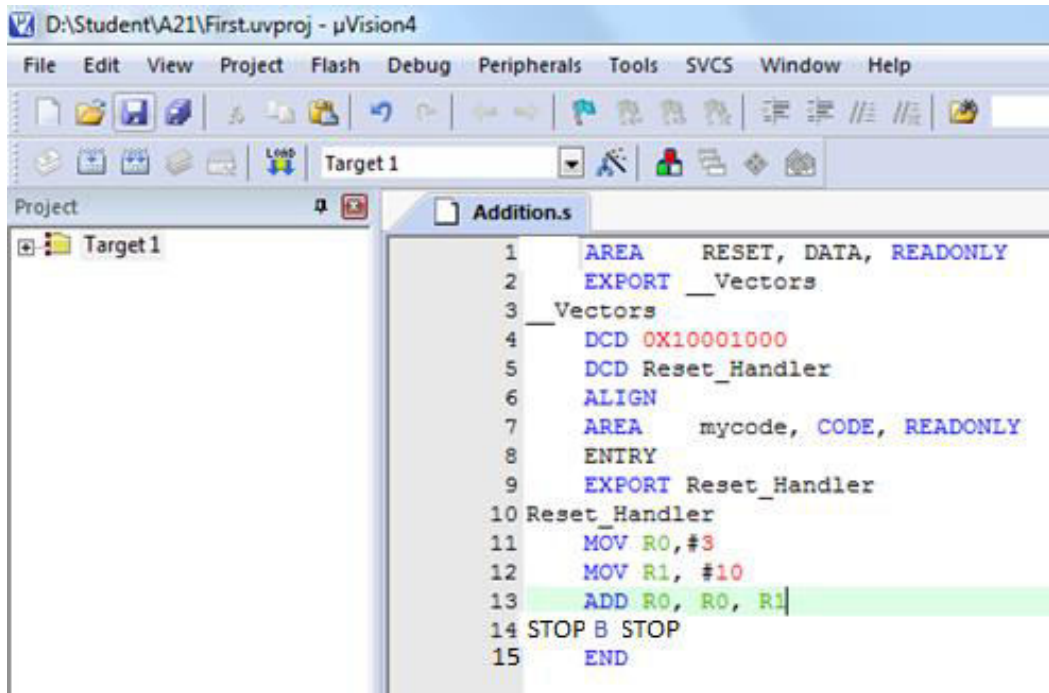 D:\Student\A21\First.uvproj - µVision4
File Edit View Project Flash Debug Peripherals Tools SVCS Window Help
LOAD Target 1
Project
Addition.s
Target 1
1 AREA RESET, DATA, READONLY
2 EXPORT __Vectors
3 __Vectors
4 DCD 0X10001000
5 DCD Reset_Handler
6 ALIGN
7 AREA mycode, CODE, READONLY
8 ENTRY
9 EXPORT Reset_Handler
10 Reset_Handler
11 MOV R0,#3
12 MOV R1, #10
13 ADD R0, R0, R1
14 STOP B STOP
15 END